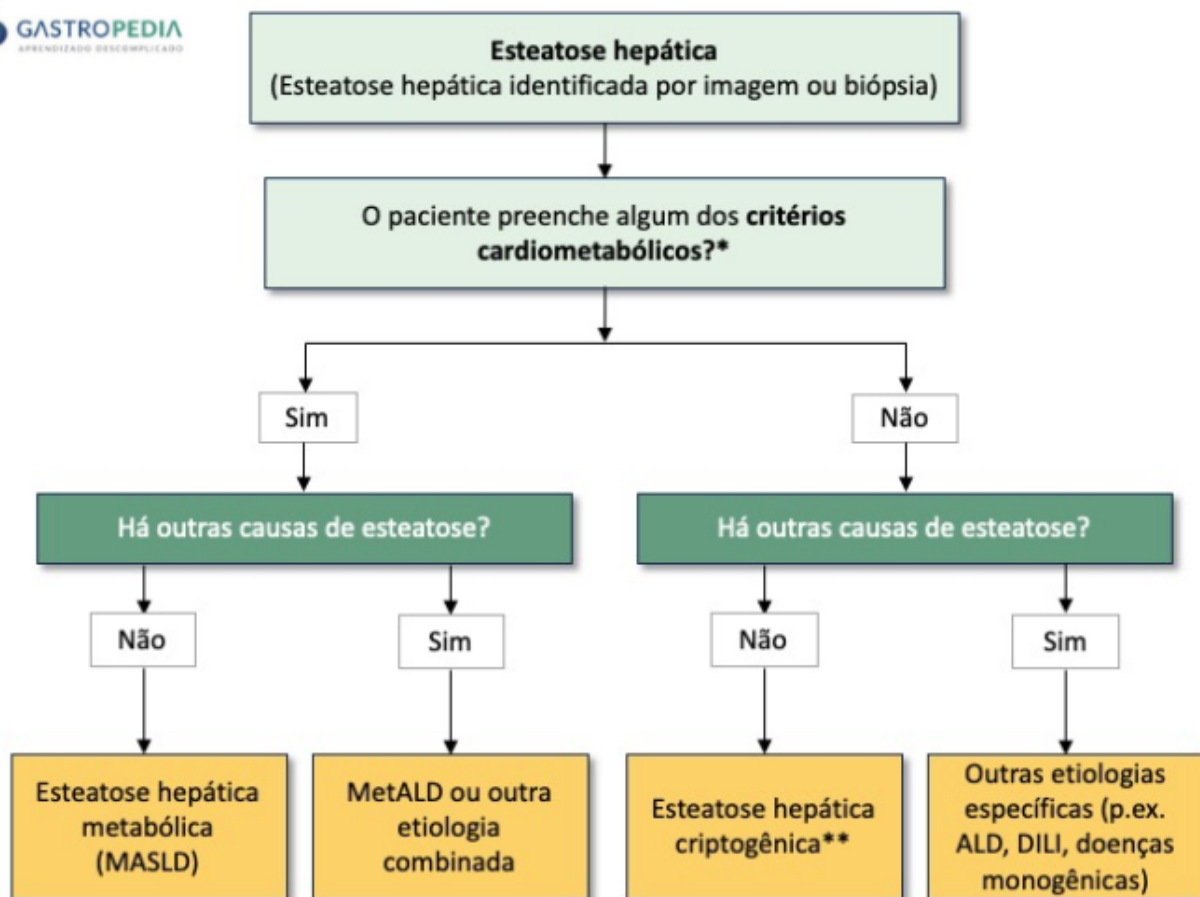 GASTROPEDIA
APRENDIZADO DESCOMPLICADO
Esteatose hepática
(Esteatose hepática identificada por imagem ou biópsia)
O paciente preenche algum dos critérios
cardiometabólicos?*
Sim
Não
Há outras causas de esteatose?
Há outras causas de esteatose?
Não
Sim
Não
Sim
Esteatose hepática
metabólica
(MASLD)
MetALD ou outra
etiologia
combinada
Esteatose hepática
criptogênica**
Outras etiologias
específicas (p.ex.
ALD, DILI, doenças
monogênicas)